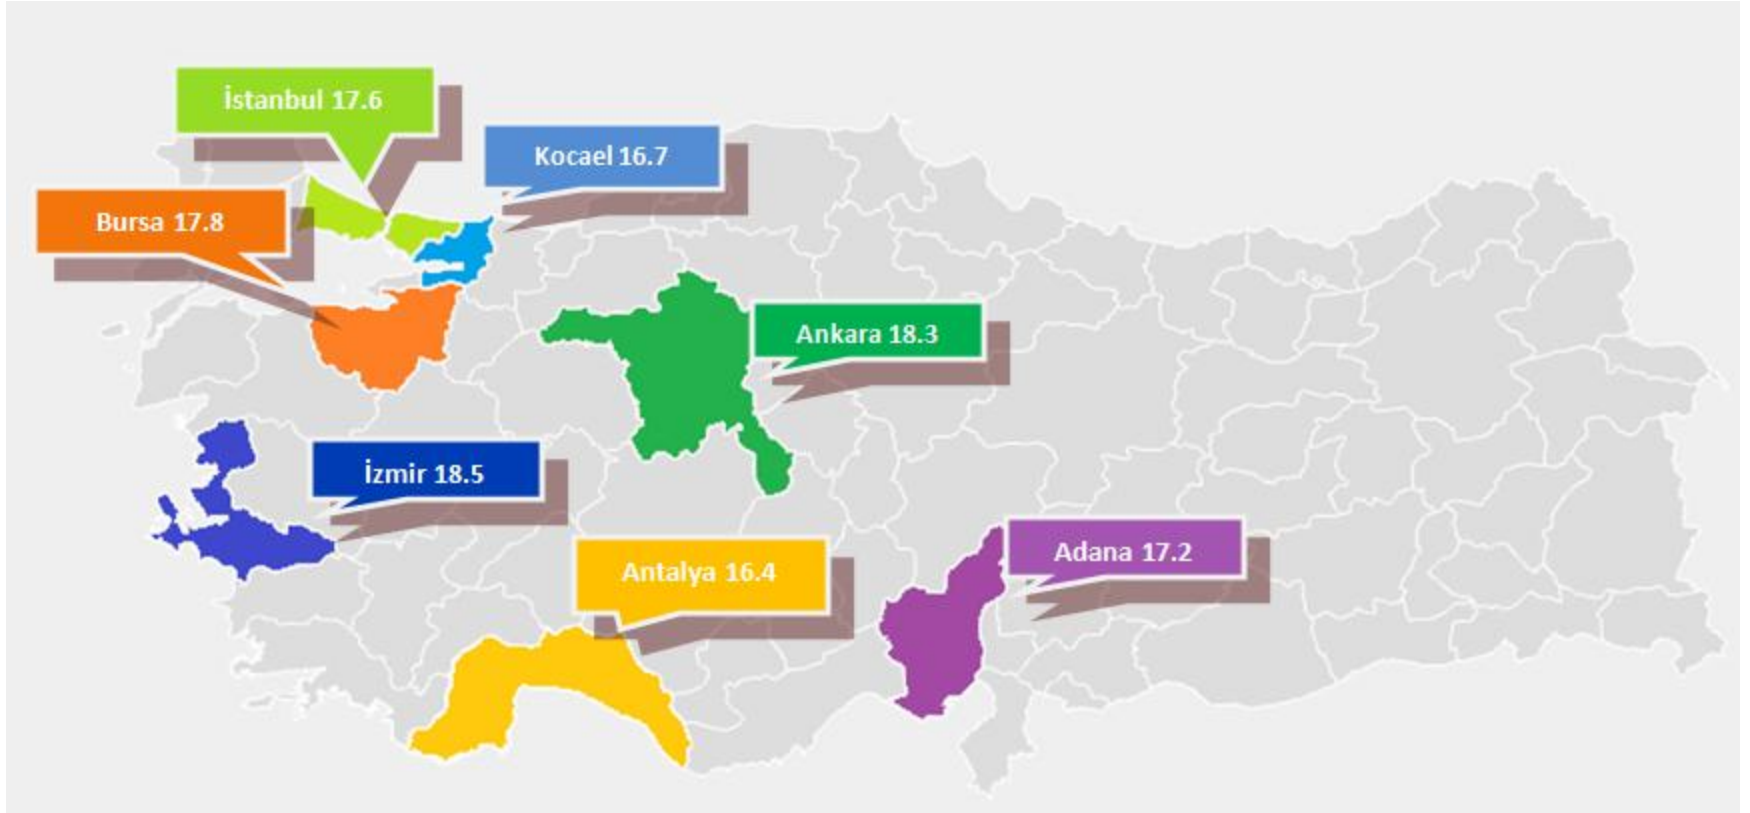 İstanbul 17.6
Kocael 16.7
Bursa 17.8
Ankara 18.3
İzmir 18.5
Antalya 16.4
Adana 17.2